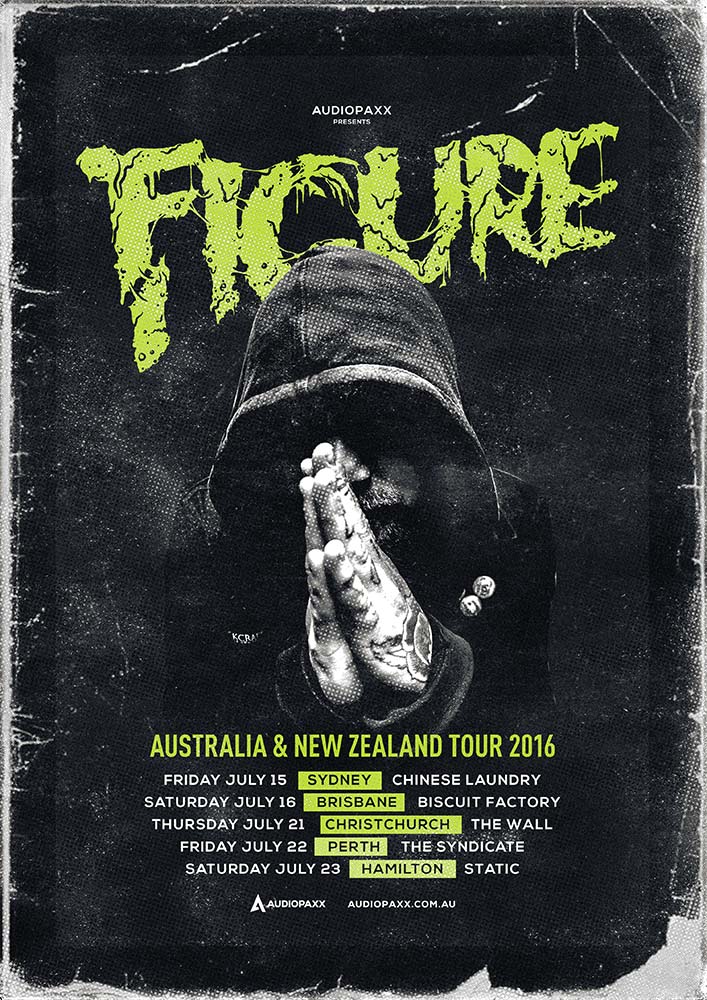 AUDIOPAXX
PRESENTS
FIGURE
AUSTRALIA & NEW ZEALAND TOUR 2016
FRIDAY JULY 15 SYDNEY CHINESE LAUNDRY
SATURDAY JULY 16 BRISBANE BISCUIT FACTORY
THURSDAY JULY 21 CHRISTCHURCH THE WALL
FRIDAY JULY 22 PERTH THE SYNDICATE
SATURDAY JULY 23 HAMILTON STATIC
AUDIOPAXX AUDIOPAXX.COM.AU